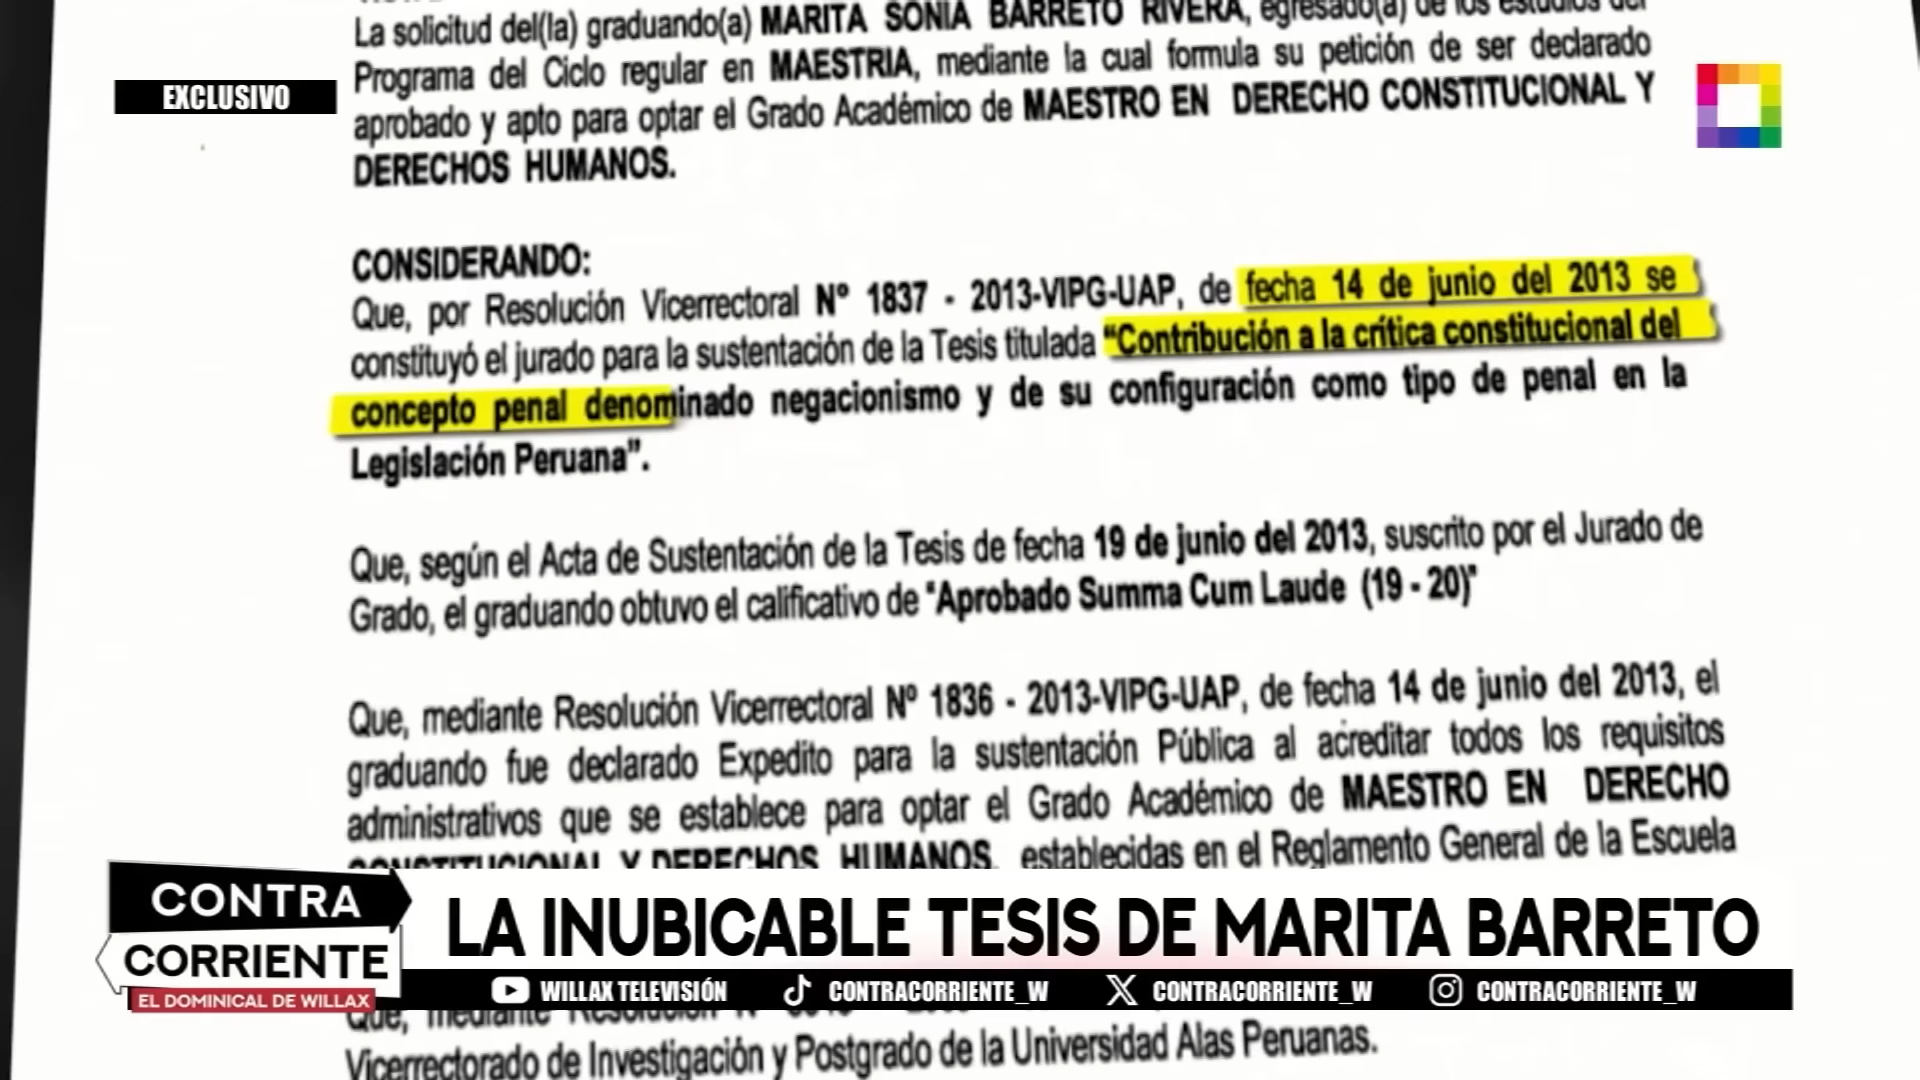 La solicitud del(la) graduando(a) MARITA SONIA BARRETO RIVERA, egresado(a) de los estudios del
Programa del Ciclo regular en MAESTRIA, mediante la cual formula su petición de ser declarado
aprobado y apto para optar el Grado Académico de MAESTRO EN DERECHO CONSTITUCIONAL Y
DERECHOS HUMANOS.
EXCLUSIVO
CONSIDERANDO:
Que, por Resolución Vicerrectoral Nº 1837 - 2013-VIPG-UAP, de fecha 14 de junio del 2013 se
constituyó el jurado para la sustentación de la Tesis titulada "Contribución a la crítica constitucional del
concepto penal denominado negacionismo y de su configuración como tipo de penal en la
Legislación Peruana".
Que, según el Acta de Sustentación de la Tesis de fecha 19 de junio del 2013, suscrito por el Jurado de
Grado, el graduando obtuvo el calificativo de "Aprobado Summa Cum Laude (19 - 20)"
Que, mediante Resolución Vicerrectoral Nº 1836 - 2013-VIPG-UAP, de fecha 14 de junio del 2013, el
graduando fue declarado Expedito para la sustentación Pública al acreditar todos los requisitos
administrativos que se establece para optar el Grado Académico de MAESTRO EN DERECHO
CONSTITUCIONAL Y DERECHOS HUMANOS, establecidas en el Reglamento General de la Escuela
CONTRA
CORRIENTE
EL DOMINICAL DE WILLAX
LA INUBICABLE TESIS DE MARITA BARRETO
WILLAX TELEVISIÓN CONTRACORRIENTE_W CONTRACORRIENTE_W CONTRACORRIENTE_W
Que, mediante Resolución
Vicerrectorado de Investigación y Postgrado de la Universidad Alas Peruanas.